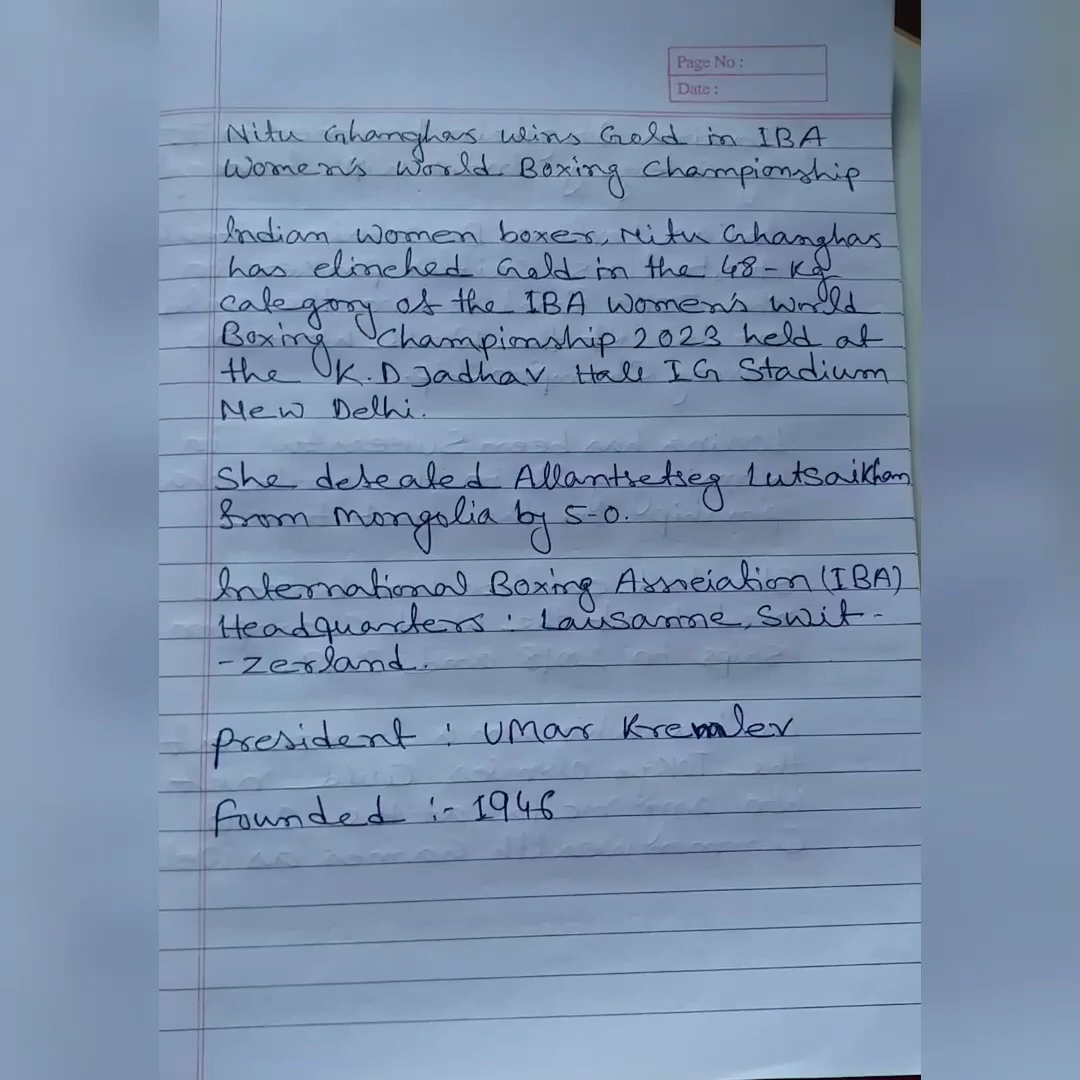 Page No :
Date :
Nitu Ghanghas wins Gold in IBA
Women's World Boxing Championship
Indian women boxer, Nitu Ghanghas
has clinched Gold in the 48-kg
category of the IBA Women's World
Boxing Championship 2023 held at
the K.D Jadhav Hall IG Stadium
New Delhi.
She defeated Allantsetseg Lutsaikhan
from Mongolia by 5-0.
International Boxing Association (IBA)
Headquarters : Lausanne, Swit-
-zerland.
President : UMar Kremlev
Founded :- 1946